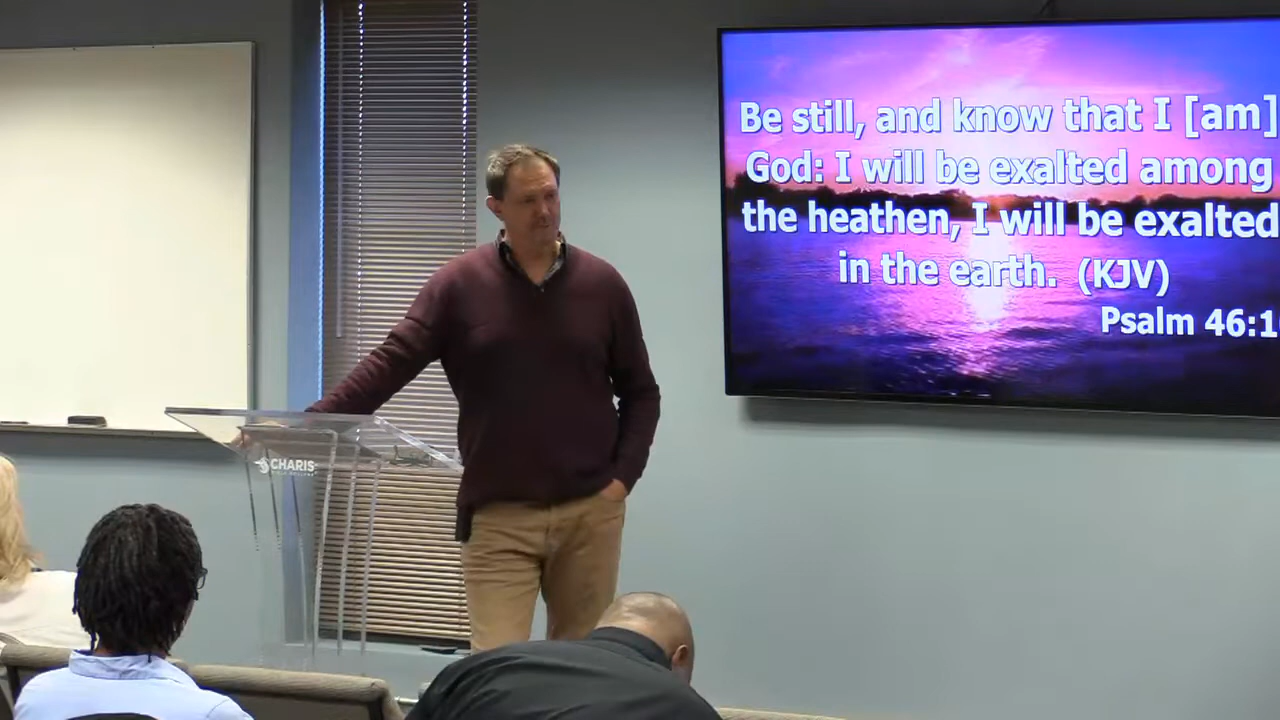 Be still, and know that I [am]
God: I will be exalted among
the heathen, I will be exalted
in the earth. (KJV)
Psalm 46:1
CHARIS